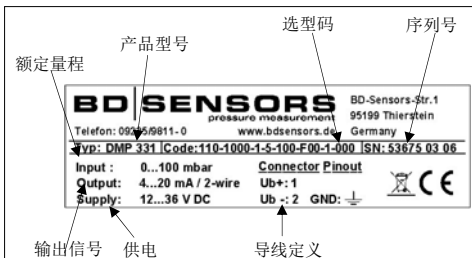 选型码 序列号
产品型号
额定量程
BD SENSORS
pressure measurement
BD-Sensors-Str.1
95199 Thierstein
Telefon: 09235/9811-0 www.bdsensors.de Germany
Typ: DMP 331 Code:110-1000-1-5-100-F00-1-000 SN: 53675 03 06
Input : 0...100 mbar Connector Pinout
Output: 4...20 mA / 2-wire Ub+: 1
Supply: 12...36 V DC Ub -: 2 GND:
CE
输出信号 供电 导线定义